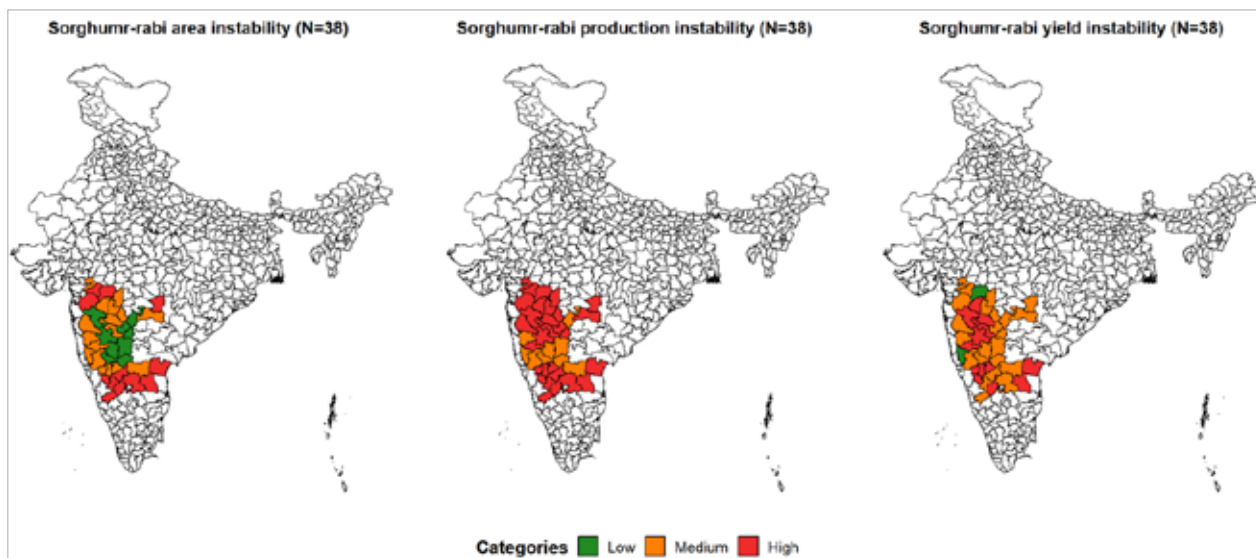 Sorghumr-rabi area instability (N=38)
Sorghumr-rabi production instability (N=38)
Sorghumr-rabi yield instability (N=38)
Categories Low Medium High